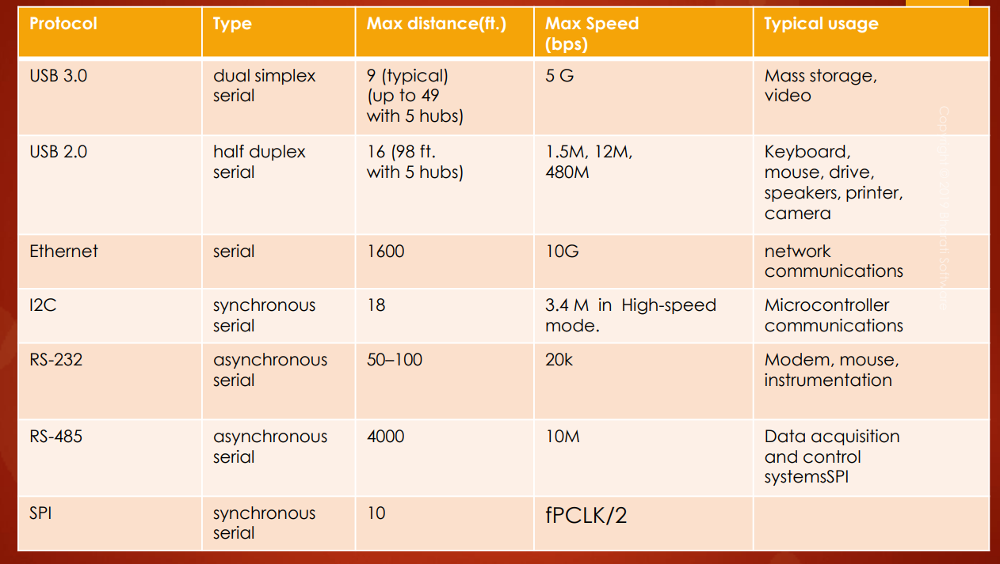 Protocol
Type
Max distance(ft.)
Max Speed
(bps)
Typical usage
USB 3.0
dual simplex
serial
9 (typical)
(up to 49
with 5 hubs)
5 G
Mass storage,
video
USB 2.0
half duplex
serial
16 (98 ft.
with 5 hubs)
1.5M, 12M,
480M
Keyboard,
mouse, drive,
speakers, printer,
camera
Ethernet
serial
1600
10G
network
communications
I2C
synchronous
serial
18
3.4 M in High-speed
mode.
Microcontroller
communications
RS-232
asynchronous
serial
50–100
20k
Modem, mouse,
instrumentation
RS-485
asynchronous
serial
4000
10M
Data acquisition
and control
systemsSPI
SPI
synchronous
serial
10
fPCLK/2
Copyright © 2019 Bharati Software